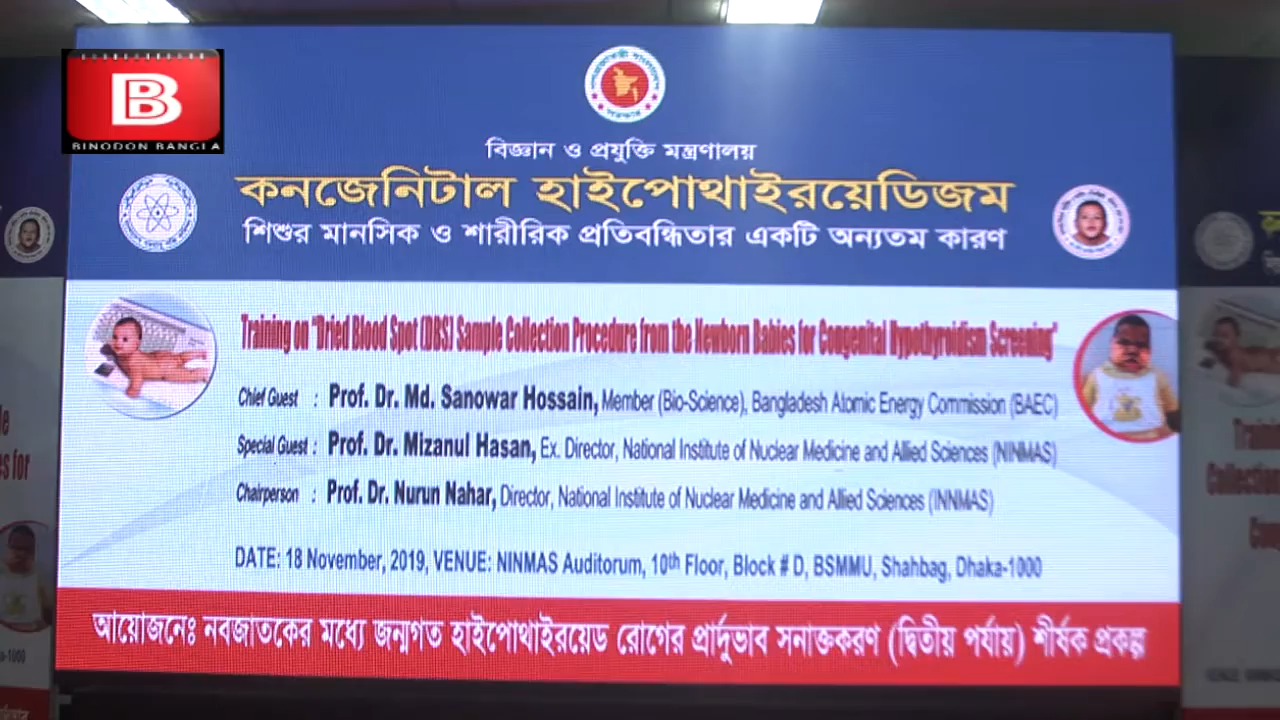 B
BINODON BANGLA
বিজ্ঞান ও প্রযুক্তি মন্ত্রণালয়
কনজেনিটাল হাইপোথাইরয়েডিজম
শিশুর মানসিক ও শারীরিক প্রতিবন্ধিতার একটি অন্যতম কারণ
Training on "Dried Blood Spot (DBS) Sample Collection Procedure from the Newborn Babies for Congenital Hypothyroidism Screening"
Chief Guest : Prof. Dr. Md. Sanowar Hossain, Member (Bio-Science), Bangladesh Atomic Energy Commission (BAEC)
Special Guest : Prof. Dr. Mizanul Hasan, Ex. Director, National Institute of Nuclear Medicine and Allied Sciences (NINMAS)
Chairperson : Prof. Dr. Nurun Nahar, Director, National Institute of Nuclear Medicine and Allied Sciences (INNMAS)
DATE: 18 November, 2019, VENUE: NINMAS Auditorum, 10th Floor, Block # D, BSMMU, Shahbag, Dhaka-1000
আয়োজনেঃ নবজাতকের মধ্যে জন্মগত হাইপোথাইরয়েড রোগের প্রার্দুভাব সনাক্তকরণ (দ্বিতীয় পর্যায়) শীর্ষক প্রকল্প